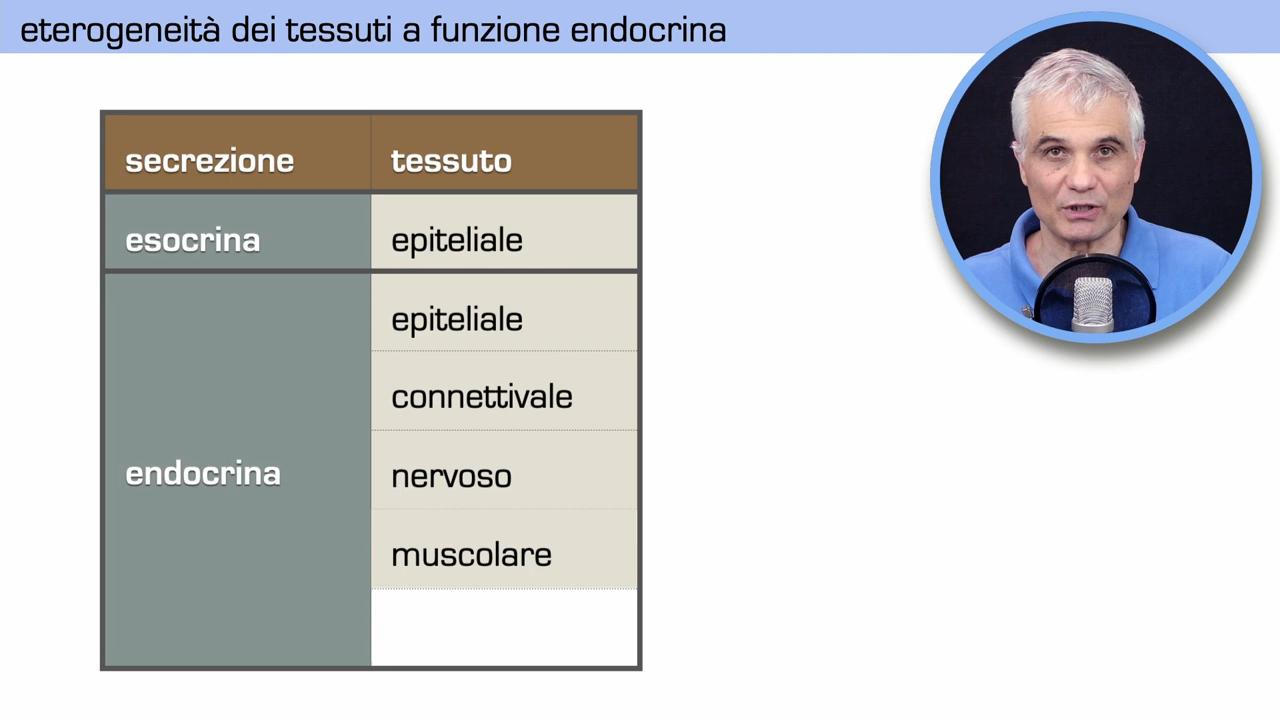 eterogeneità dei tessuti a funzione endocrina
secrezione tessuto
esocrina epiteliale
epiteliale
connettivale
endocrina nervoso
muscolare